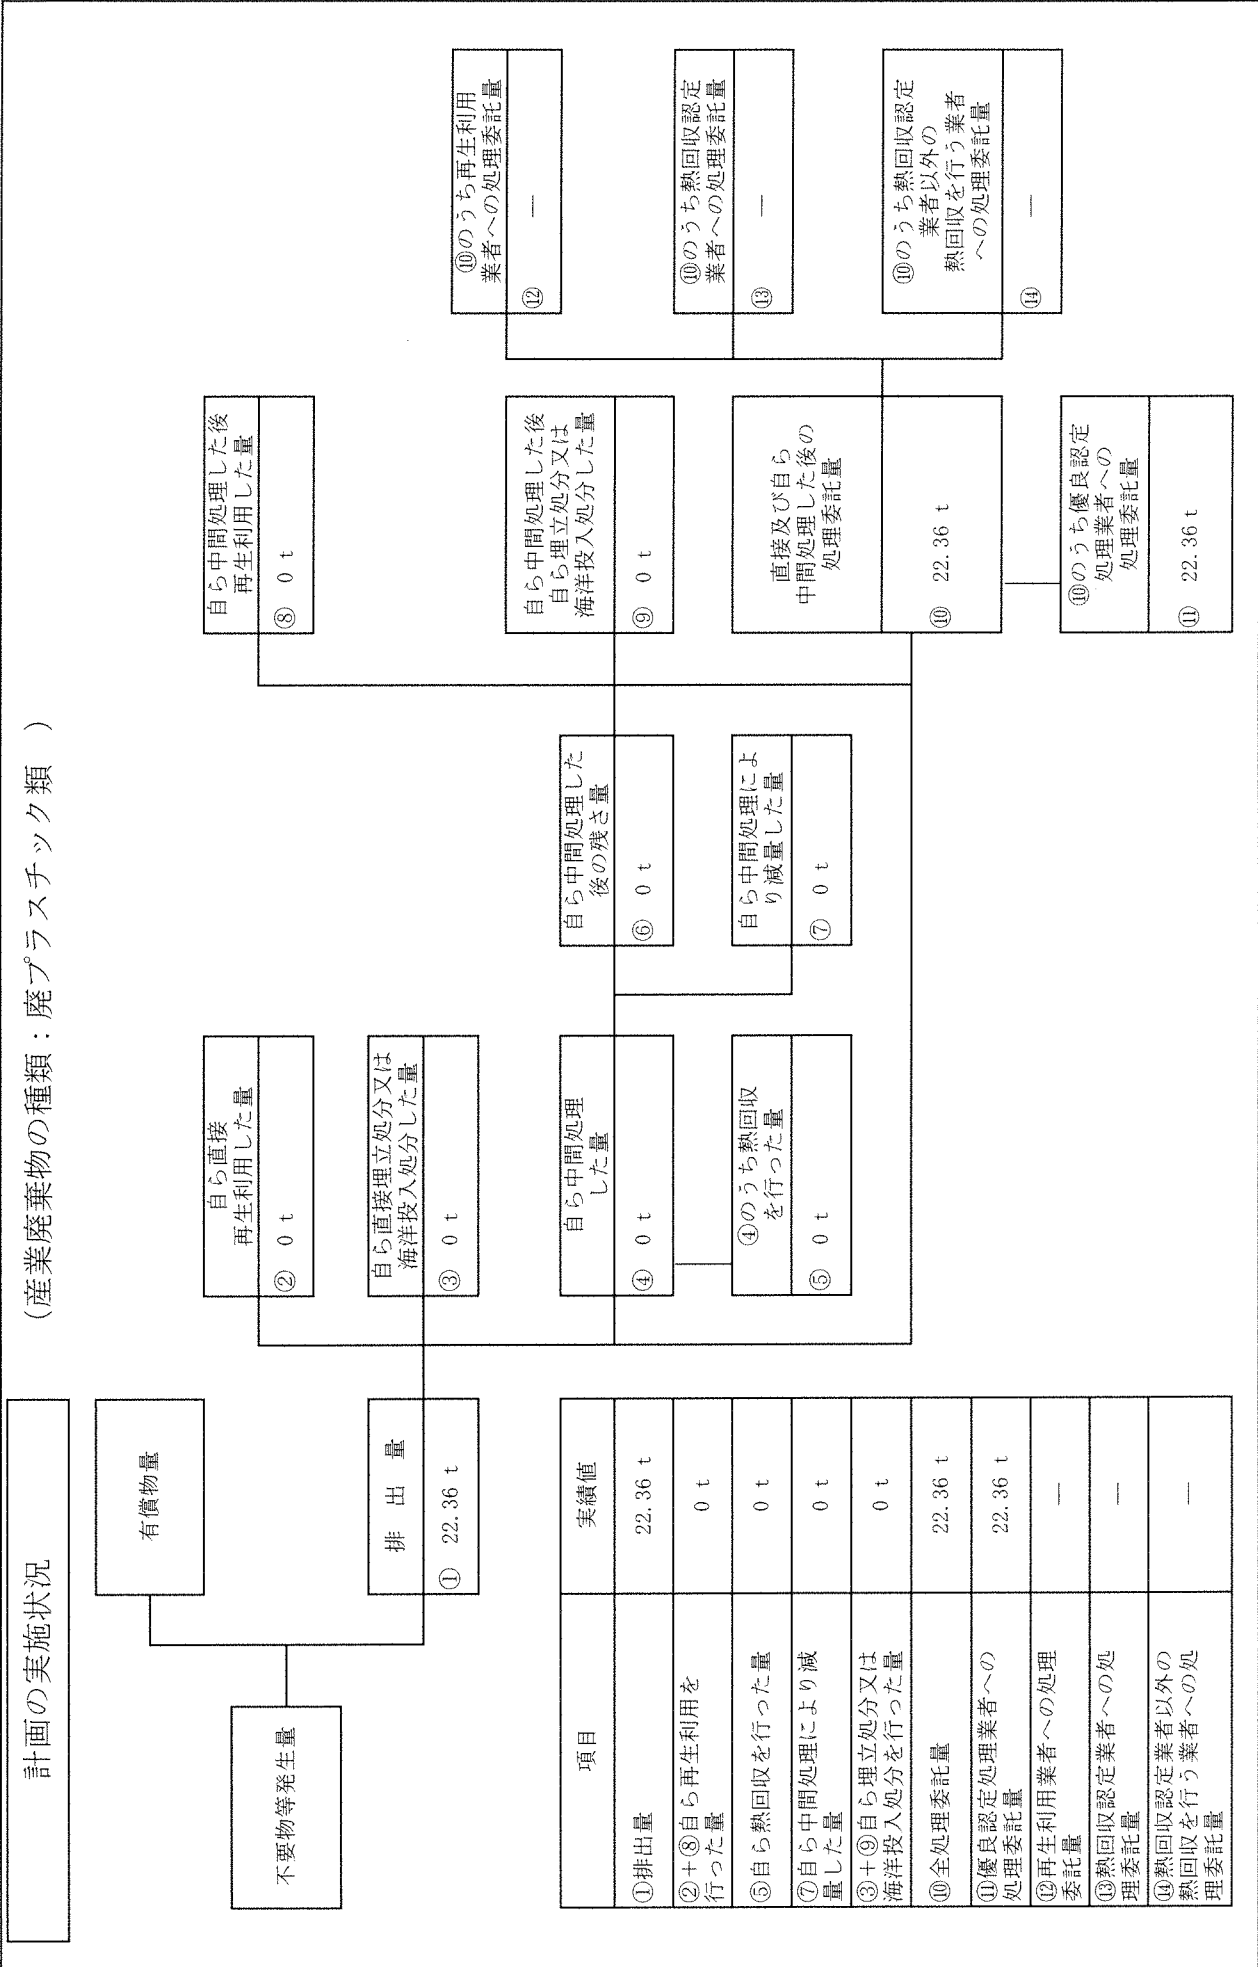 計画の実施状況
(産業廃棄物の種類：廃プラスチック類 )
不要物等発生量
有償物量
排 出 量
① 22.36 t
自ら直接
再生利用した量
② 0 t
自ら直接埋立処分又は
海洋投入処分した量
③ 0 t
自ら中間処理
した量
④ 0 t
④のうち熱回収
を行った量
⑤ 0 t
自ら中間処理した
後の残さ量
⑥ 0 t
自ら中間処理によ
り減量した量
⑦ 0 t
自ら中間処理した後
再生利用した量
⑧ 0 t
自ら中間処理した後
自ら埋立処分又は
海洋投入処分した量
⑨ 0 t
直接及び自ら
中間処理した後の
処理委託量
⑩ 22.36 t
⑩のうち優良認定
処理業者への
処理委託量
⑪ 22.36 t
⑩のうち再生利用
業者への処理委託量
⑫ ―
⑩のうち熱回収認定
業者への処理委託量
⑬ ―
⑩のうち熱回収認定
業者以外の
熱回収を行う業者
への処理委託量
⑭ ―
項目 実績値
①排出量 22.36 t
②＋⑧自ら再生利用を
行った量 0 t
⑤自ら熱回収を行った量 0 t
⑦自ら中間処理により減
量した量 0 t
③＋⑨自ら埋立処分又は
海洋投入処分を行った量 0 t
⑩全処理委託量 22.36 t
⑪優良認定処理業者への
処理委託量 22.36 t
⑫再生利用業者への処理
委託量 ―
⑬熱回収認定業者への処
理委託量 ―
⑭熱回収認定業者以外の
熱回収を行う業者への処
理委託量 ―